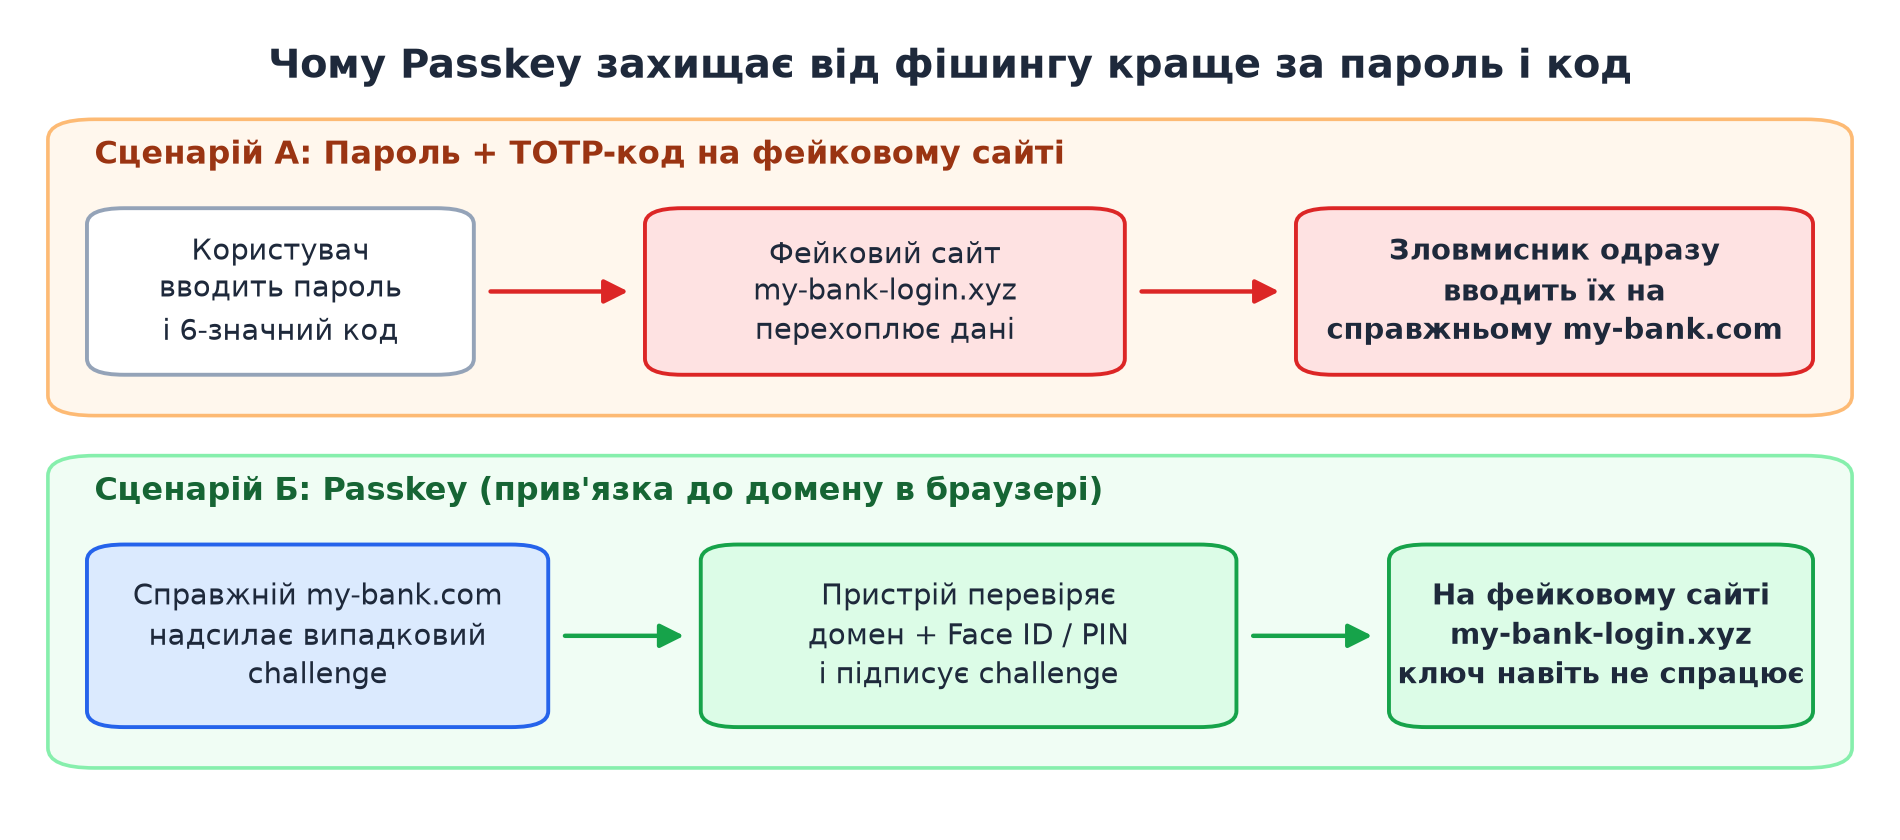 Чому Passkey захищає від фішингу краще за пароль і код
Сценарій А: Пароль + TOTP-код на фейковому сайті
Користувач
вводить пароль
і 6-значний код
Фейковий сайт
my-bank-login.xyz
перехоплює дані
Зловмисник одразу
вводить їх на
справжньому my-bank.com
Сценарій Б: Passkey (прив'язка до домену в браузері)
Справжній my-bank.com
надсилає випадковий
challenge
Пристрій перевіряє
домен + Face ID / PIN
і підписує challenge
На фейковому сайті
my-bank-login.xyz
ключ навіть не спрацює